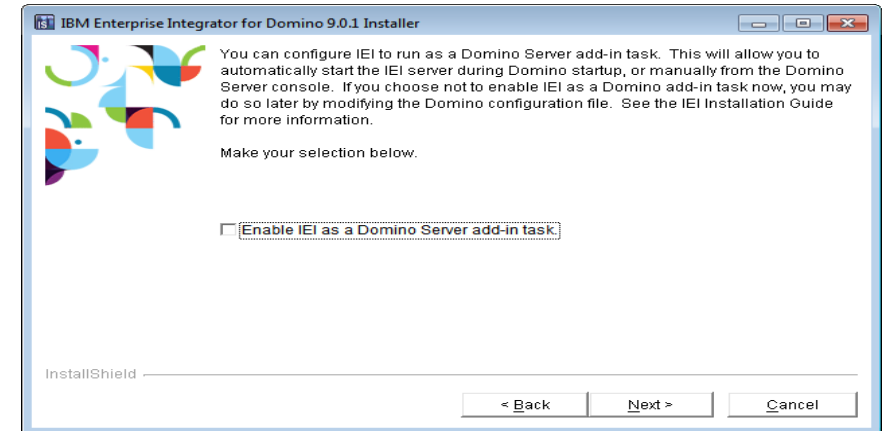 IBM Enterprise Integrator for Domino 9.0.1 Installer
You can configure IEI to run as a Domino Server add-in task. This will allow you to
automatically start the IEI server during Domino startup, or manually from the Domino
Server console. If you choose not to enable IEI as a Domino add-in task now, you may
do so later by modifying the Domino configuration file. See the IEI Installation Guide
for more information.
Make your selection below.
Enable IEI as a Domino Server add-in task.
InstallShield
< Back Next > Cancel